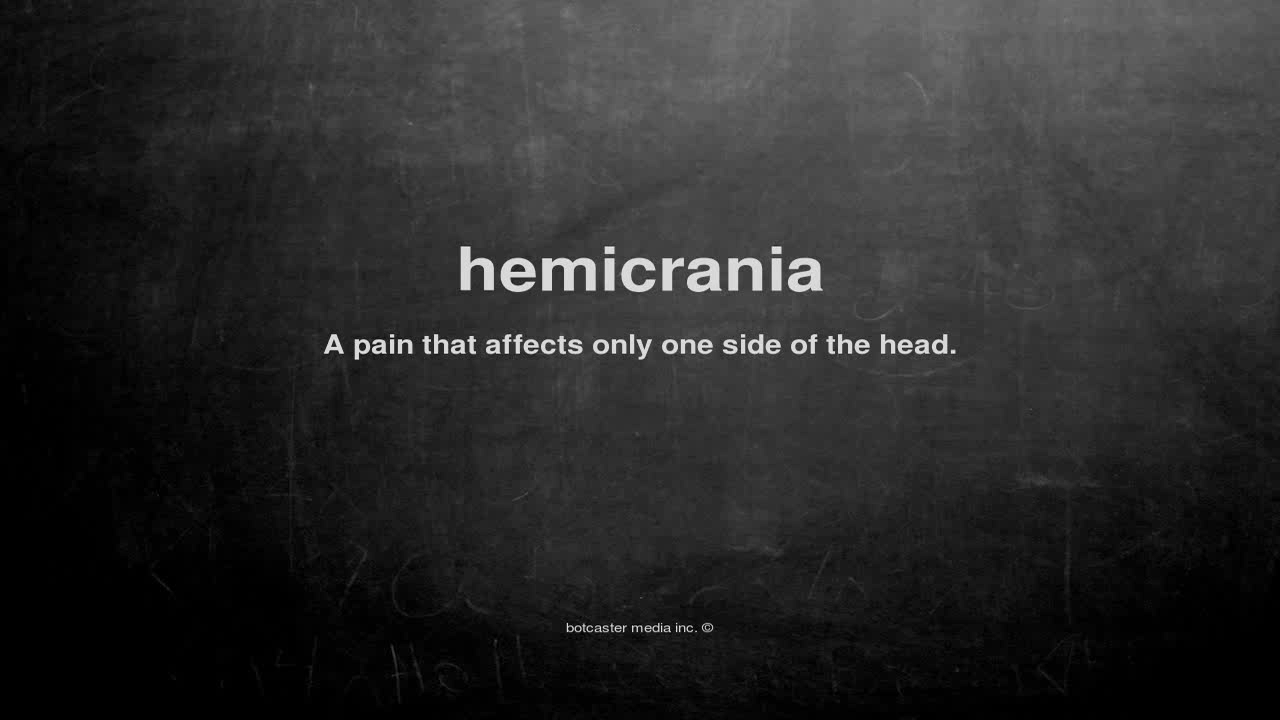 hemicrania
A pain that affects only one side of the head.
botcaster media inc. ©